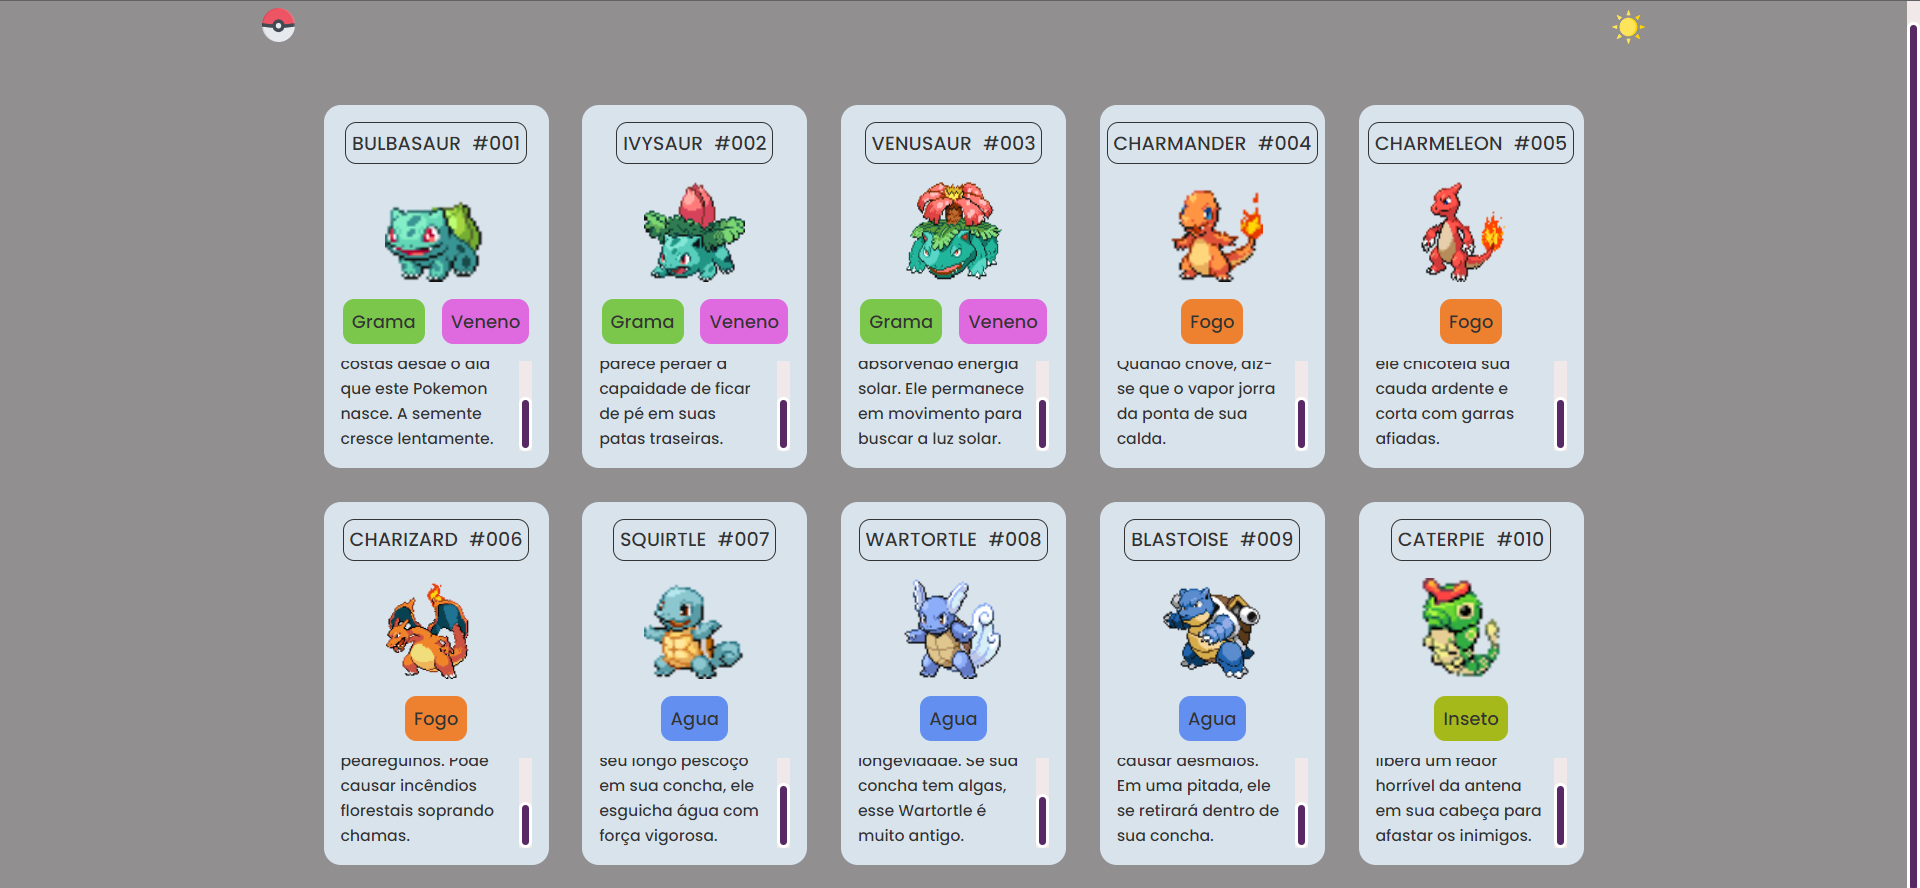 BULBASAUR #001
Grama Veneno
costas desde o dia
que este Pokemon
nasce. A semente
cresce lentamente.
IVYSAUR #002
Grama Veneno
parece perder a
capaidade de ficar
de pé em suas
patas traseiras.
VENUSAUR #003
Grama Veneno
absorvendo energia
solar. Ele permanece
em movimento para
buscar a luz solar.
CHARMANDER #004
Fogo
Quando chove, diz-
se que o vapor jorra
da ponta de sua
calda.
CHARMELEON #005
Fogo
ele chicoteia sua
cauda ardente e
corta com garras
afiadas.
CHARIZARD #006
Fogo
pedregulhos. Pode
causar incêndios
florestais soprando
chamas.
SQUIRTLE #007
Agua
seu longo pescoço
em sua concha, ele
esguicha água com
força vigorosa.
WARTORTLE #008
Agua
longevidade. Se sua
concha tem algas,
esse Wartortle é
muito antigo.
BLASTOISE #009
Agua
causar desmaios.
Em uma pitada, ele
se retirará dentro de
sua concha.
CATERPIE #010
Inseto
libera um fedor
horrível da antena
em sua cabeça para
afastar os inimigos.